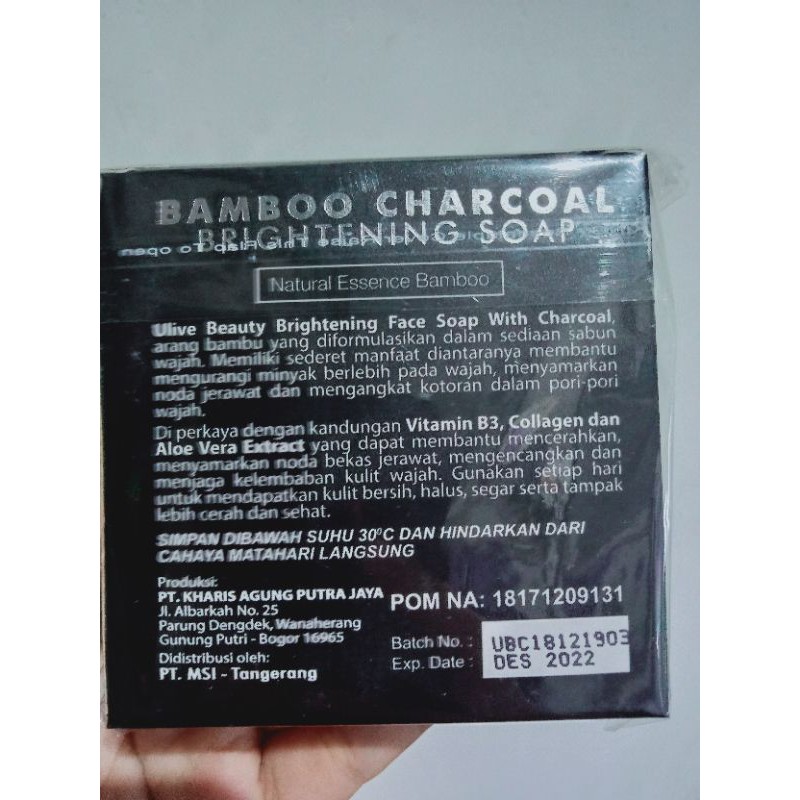 BAMBOO CHARCOAL
BRIGHTENING SOAP
To open
Natural Essence Bamboo
Ulive Beauty Brightening Face Soap With Charcoal,
arang bambu yang diformulasikan dalam sediaan sabun
wajah. Memiliki sederet manfaat diantaranya membantu
mengurangi minyak berlebih pada wajah, menyamarkan
noda jerawat dan mengangkat kotoran dalam pori-pori
wajah.
Di perkaya dengan kandungan Vitamin B3, Collagen dan
Aloe Vera Extract yang dapat membantu mencerahkan,
menyamarkan noda bekas jerawat, mengencangkan dan
menjaga kelembaban kulit wajah. Gunakan setiap hari
untuk mendapatkan kulit bersih, halus, segar serta tampak
lebih cerah dan sehat.
SIMPAN DIBAWAH SUHU 30°C DAN HINDARKAN DARI
CAHAYA MATAHARI LANGSUNG
Produksi:
PT. KHARIS AGUNG PUTRA JAYA
Jl. Albarkah No. 25
Parung Dengdek, Wanaherang
Gunung Putri - Bogor 16965
Didistribusi oleh:
PT. MSI - Tangerang
POM NA: 18171209131
Batch No. : UBC18121903
Exp. Date : DES 2022